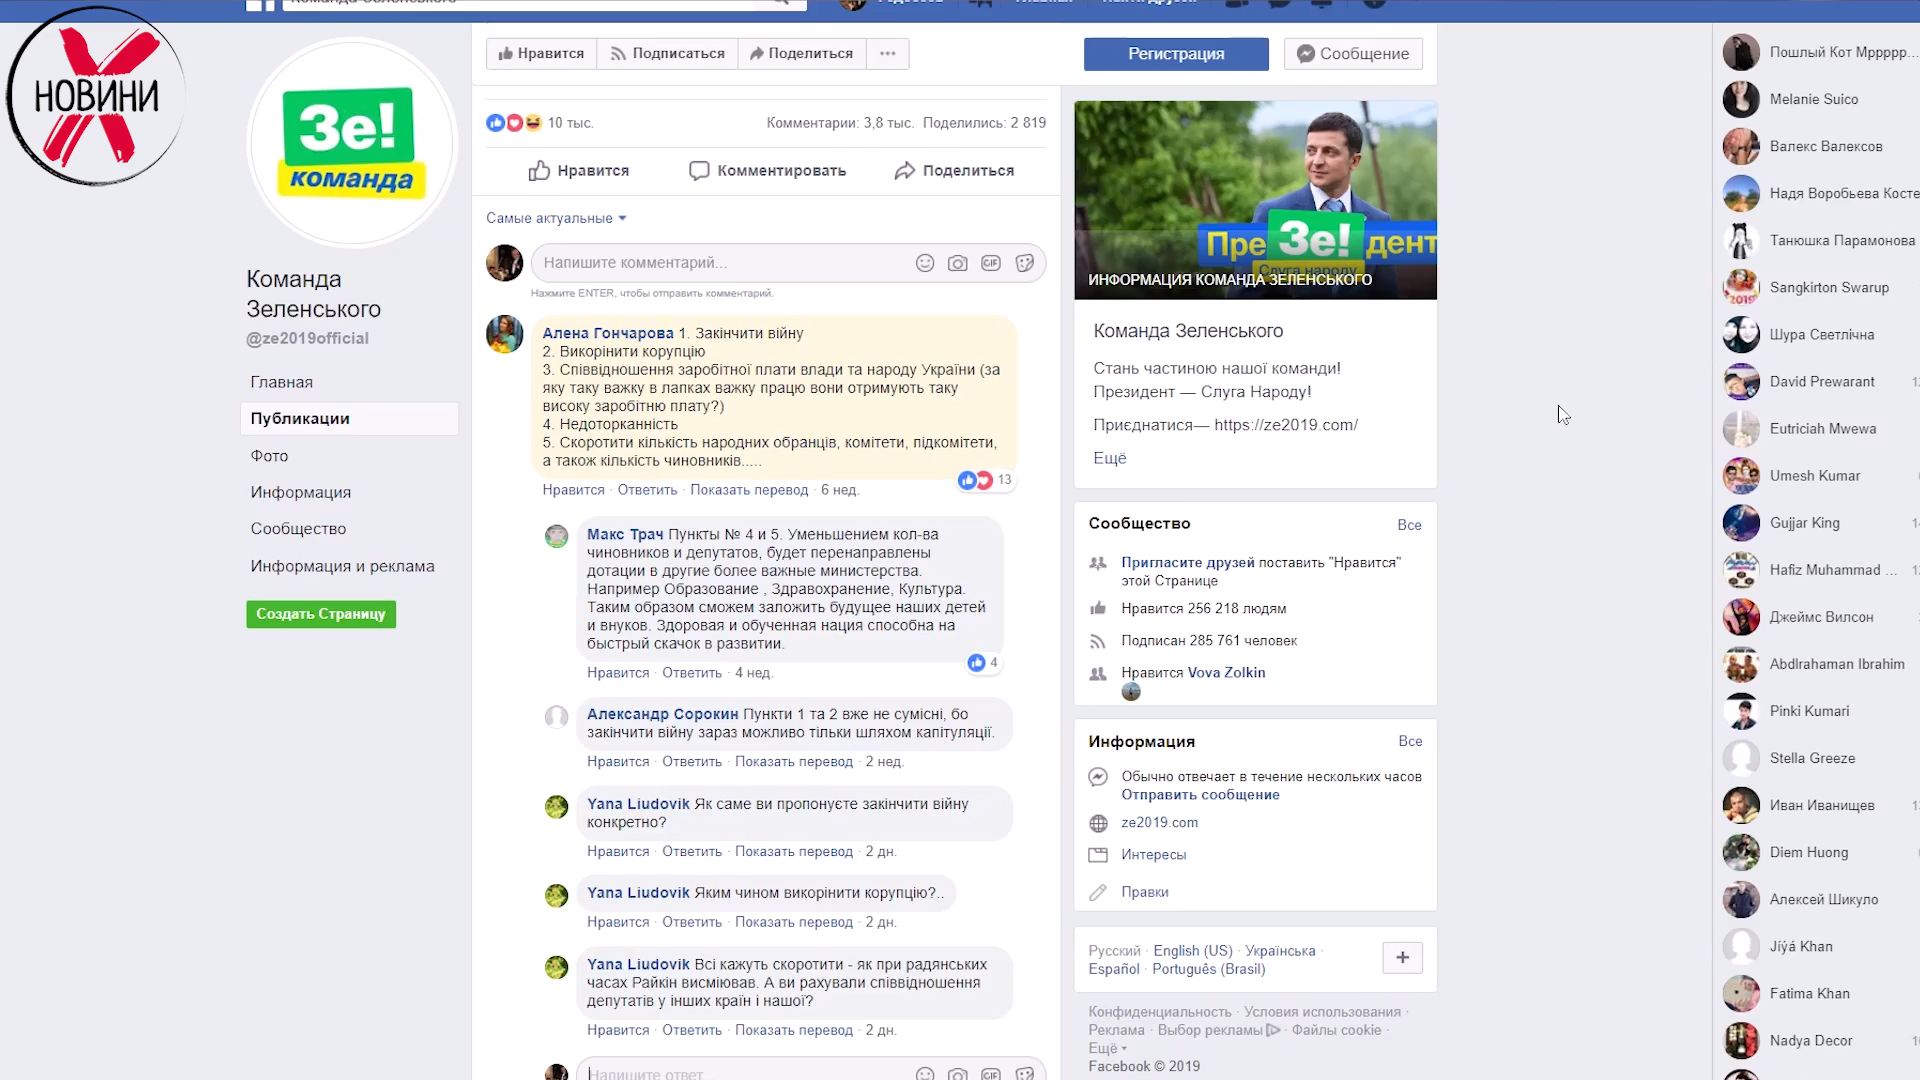 Команда Зеленського
НОВИНИ
Зе!
команда
Команда
Зеленського
@ze2019official
Главная
Публикации
Фото
Информация
Сообщество
Информация и реклама
Создать Страницу
Нравится
Подписаться
Поделиться
Регистрация
Сообщение
10 тыс.
Комментарии: 3,8 тыс. Поделились: 2 819
Нравится
Комментировать
Поделиться
Самые актуальные
Напишите комментарий...
GIF
Нажмите ENTER, чтобы отправить комментарий.
Алена Гончарова 1. Закінчити війну
2. Викорінити корупцію
3. Співвідношення заробітної плати влади та народу України (за
яку таку важку в лапках важку працю вони отримують таку
високу заробітню плату?)
4. Недоторканність
5. Скоротити кількість народних обранців, комітети, підкомітети,
а також кількість чиновників.....
13
Нравится · Ответить · Показать перевод · 6 нед.
Макс Трач Пункты № 4 и 5. Уменьшением кол-ва
чиновников и депутатов, будет перенаправлены
дотации в другие более важные министерства.
Например Образование , Здравохранение, Культура.
Таким образом сможем заложить будущее наших детей
и внуков. Здоровая и обученная нация способна на
быстрый скачок в развитии.
4
Нравится · Ответить · 4 нед.
Александр Сорокин Пункти 1 та 2 вже не сумісні, бо
закінчити війну зараз можливо тільки шляхом капітуляції.
Нравится · Ответить · Показать перевод · 2 нед.
Yana Liudovik Як саме ви пропонуєте закінчити війну
конкретно?
Нравится · Ответить · Показать перевод · 2 дн.
Yana Liudovik Яким чином викорінити корупцію?..
Нравится · Ответить · Показать перевод · 2 дн.
Yana Liudovik Всі кажуть скоротити - як при радянських
часах Райкін висміював. А ви рахували співвідношення
депутатів у інших країн і нашої?
Нравится · Ответить · Показать перевод · 2 дн.
Напишите ответ...
GIF
Пре Зе! дент
Слуга народу
ИНФОРМАЦИЯ КОМАНДА ЗЕЛЕНСЬКОГО
Команда Зеленського
Стань частиною нашої команди!
Президент — Слуга Народу!
Приєднатися— https://ze2019.com/
Ещё
Сообщество
Все
Пригласите друзей поставить "Нравится"
этой Странице
Нравится 256 218 людям
Подписан 285 761 человек
Нравится Vova Zolkin
Информация
Все
Обычно отвечает в течение нескольких часов
Отправить сообщение
ze2019.com
Интересы
Правки
Русский · English (US) · Українська ·
Español · Português (Brasil)
Конфиденциальность · Условия использования ·
Реклама · Выбор рекламы · Файлы cookie ·
Ещё
Facebook © 2019
Пошлый Кот Мррррр...
Melanie Suico
Валекс Валексов
Надя Воробьева Косте
Танюшка Парамонова
Sangkirton Swarup
Шура Светлічна
David Prewarant
Eutriciah Mwewa
Umesh Kumar
Gujjar King
Hafiz Muhammad ...
Джеймс Вилсон
Abdlrahaman Ibrahim
Pinki Kumari
Stella Greeze
Иван Иванищев
Diem Huong
Алексей Шикуло
Jíýá Khan
Fatima Khan
Nadya Decor